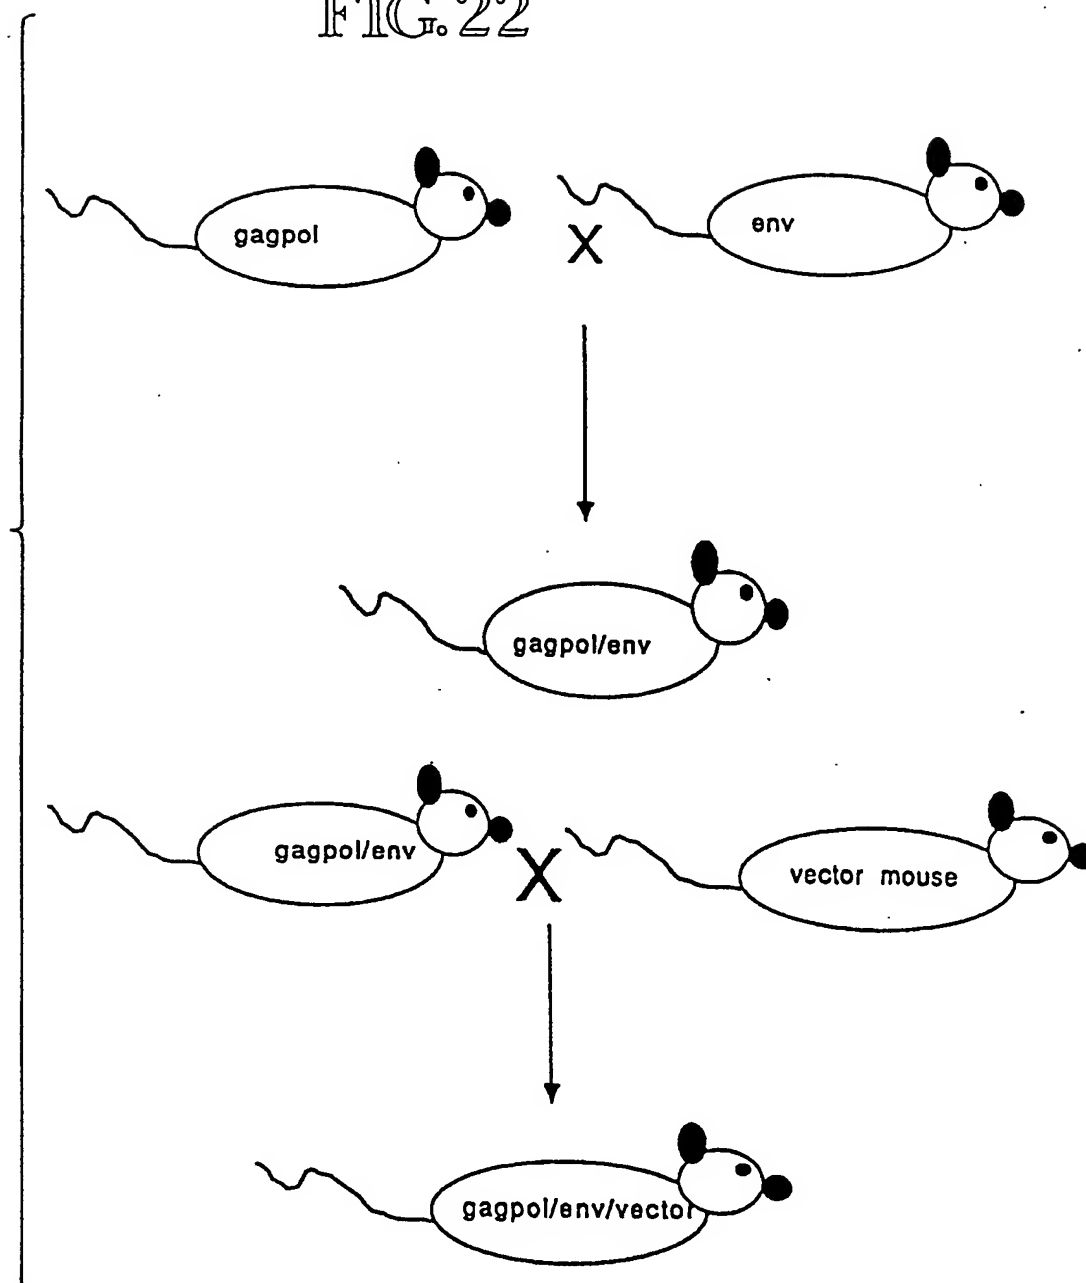 FIG. 22
gagpol
X
env
gagpol/env
gagpol/env
X
vector mouse
gagpol/env/vector